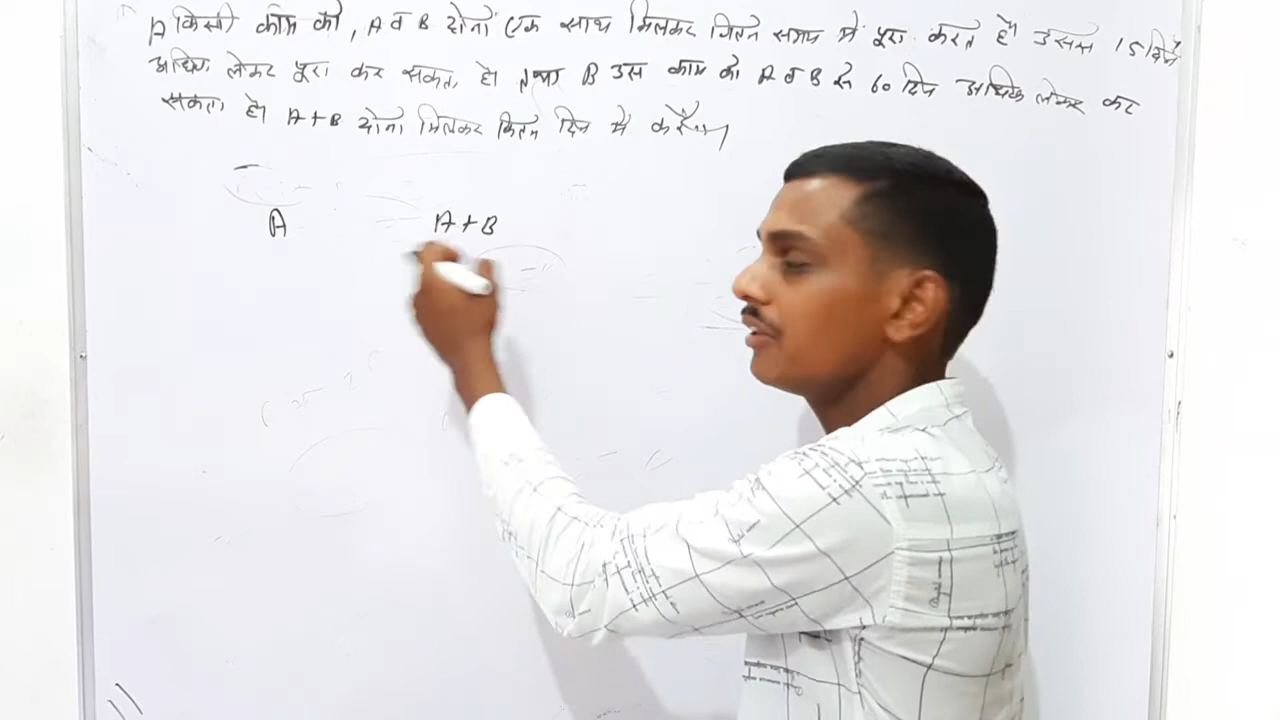 A किसी काम को, A व B दोनों एक साथ मिलकर जितने समय में पूरा करते है। उससे 15 दिन
अधिक लेकर पूरा कर सकता है। तथा B उस काम को A व B से 60 दिन अधिक लेकर कर
सकता है। A+B दोनो मिलकर कितने दिन में करेंगे
A A+B